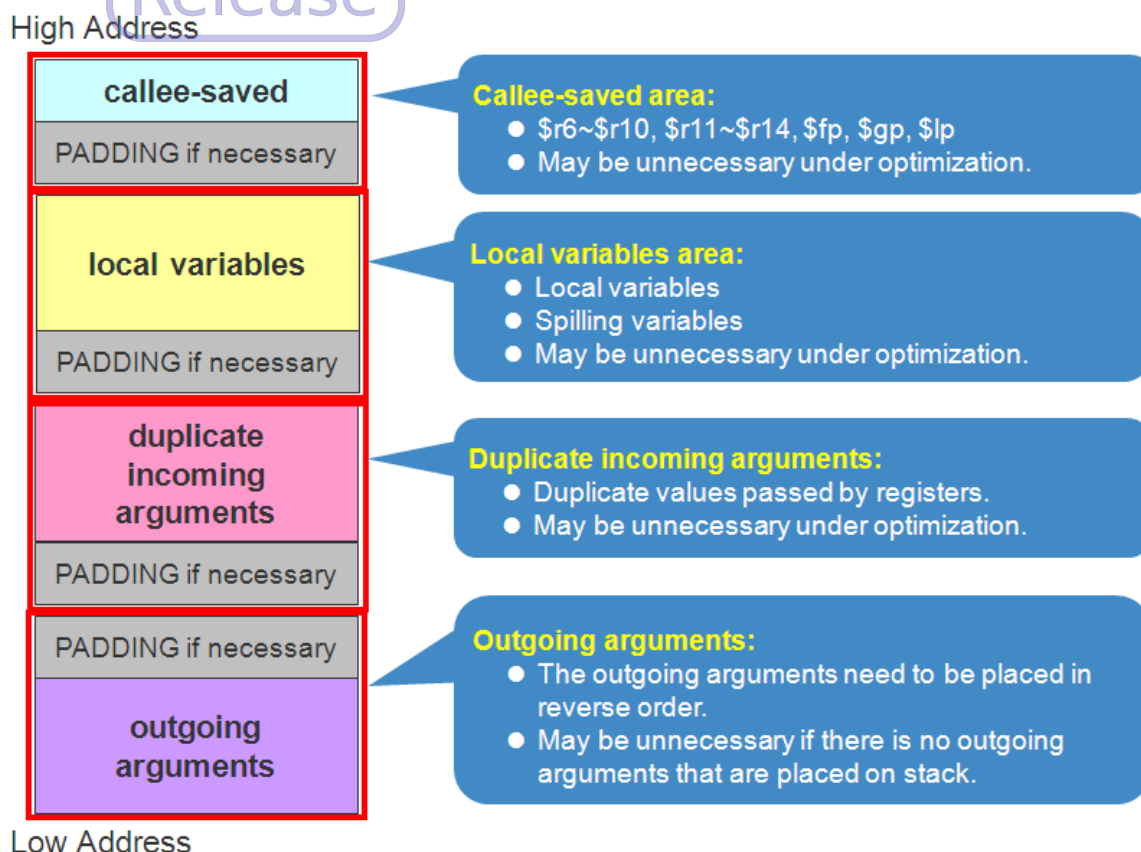 Release
High Address
callee-saved
PADDING if necessary
Callee-saved area:
● $r6~$r10, $r11~$r14, $fp, $gp, $lp
● May be unnecessary under optimization.
local variables
PADDING if necessary
Local variables area:
● Local variables
● Spilling variables
● May be unnecessary under optimization.
duplicate
incoming
arguments
PADDING if necessary
Duplicate incoming arguments:
● Duplicate values passed by registers.
● May be unnecessary under optimization.
PADDING if necessary
outgoing
arguments
Outgoing arguments:
● The outgoing arguments need to be placed in
reverse order.
● May be unnecessary if there is no outgoing
arguments that are placed on stack.
Low Address